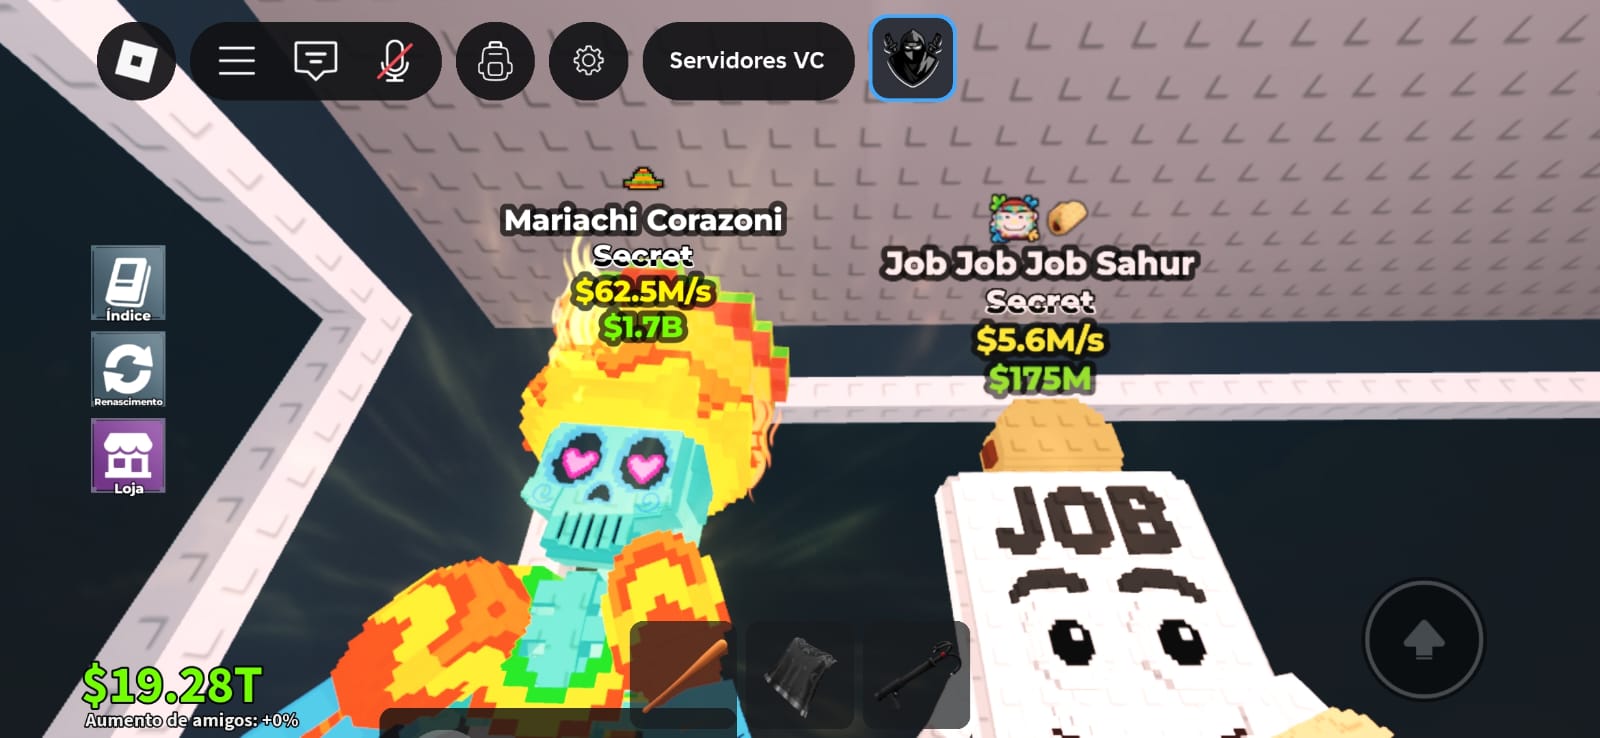 Servidores VC
Mariachi Corazoni
Secret
$62.5M/s
$1.7B
Job Job Job Sahur
Secret
$5.6M/s
$175M
Índice
Renascimento
Loja
JOB
$19.28T
Aumento de amigos: +0%